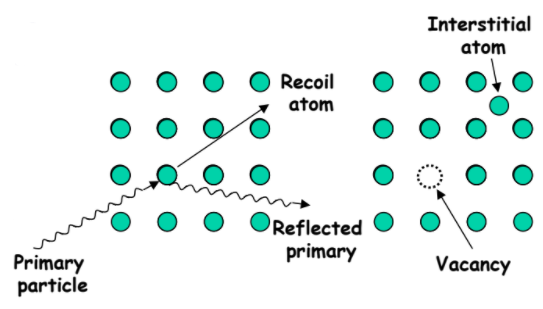 Interstitial
atom
Recoil
atom
Reflected
primary
Primary
particle
Vacancy